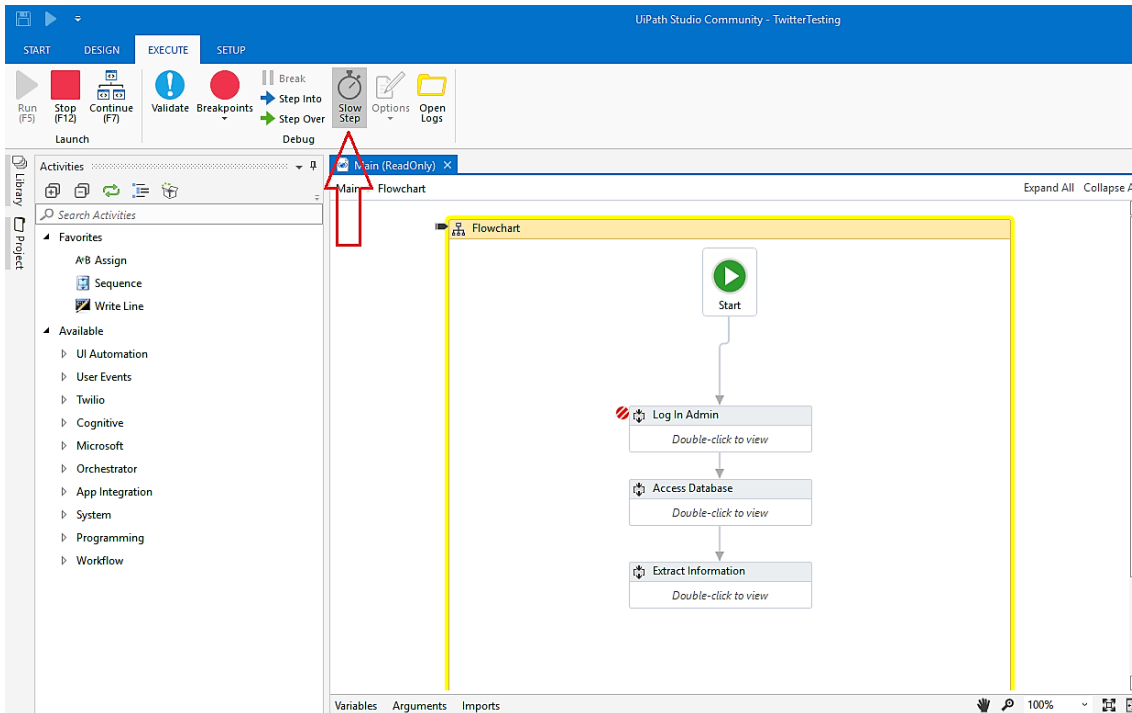 UiPath Studio Community - TwitterTesting
START DESIGN EXECUTE SETUP
Run (F5)
Stop (F12)
Continue (F7)
Launch
Validate
Breakpoints
Break
Step Into
Step Over
Slow Step
Options
Open Logs
Debug
Library
Project
Activities
Search Activities
Favorites
A*B Assign
Sequence
Write Line
Available
UI Automation
User Events
Twilio
Cognitive
Microsoft
Orchestrator
App Integration
System
Programming
Workflow
Main (ReadOnly)
Main Flowchart
Expand All Collapse A
Flowchart
Start
Log In Admin
Double-click to view
Access Database
Double-click to view
Extract Information
Double-click to view
Variables Arguments Imports
100%